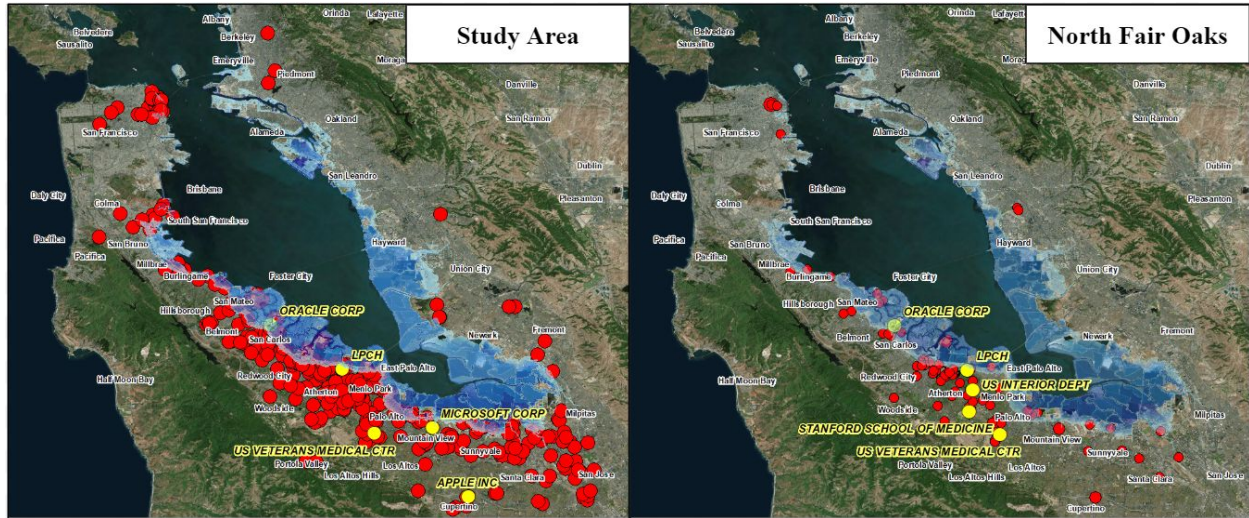 Study Area
Belvedere
Sausalito
Albany
Berkeley
Emeryville
Orinda
Lafayette
Moraga
Piedmont
Oakland
Alameda
San Francisco
Danville
San Ramon
San Leandro
Dublin
Pleasanton
Daly City
Brisbane
Colma
South San Francisco
Pacifica
San Bruno
Pacifica
Millbrae
Burlingame
Foster City
Hayward
Union City
Hillsborough
San Mateo
ORACLE CORP
Belmont
San Carlos
Newark
Fremont
LPCH
Redwood City
East Palo Alto
Half Moon Bay
Atherton
Menlo Park
Woodside
Palo Alto
MICROSOFT CORP
Milpitas
Mountain View
US VETERANS MEDICAL CTR
Sunnyvale
Portola Valley
Los Altos
Los Altos Hills
Santa Clara
San Jose
APPLE INC
Cupertino
North Fair Oaks
Belvedere
Sausalito
Albany
Berkeley
Emeryville
Orinda
Lafayette
Moraga
Piedmont
Oakland
Alameda
San Francisco
Danville
San Ramon
San Leandro
Dublin
Pleasanton
Daly City
Brisbane
Colma
South San Francisco
Pacifica
San Bruno
Pacifica
Millbrae
Burlingame
Foster City
Hayward
Union City
Hillsborough
San Mateo
ORACLE CORP
Belmont
San Carlos
Newark
Fremont
LPCH
Redwood City
East Palo Alto
US INTERIOR DEPT
Half Moon Bay
Atherton
Menlo Park
Woodside
Palo Alto
Milpitas
STANFORD SCHOOL OF MEDICINE
Mountain View
US VETERANS MEDICAL CTR
Sunnyvale
Portola Valley
Los Altos
Los Altos Hills
Santa Clara
San Jose
Cupertino